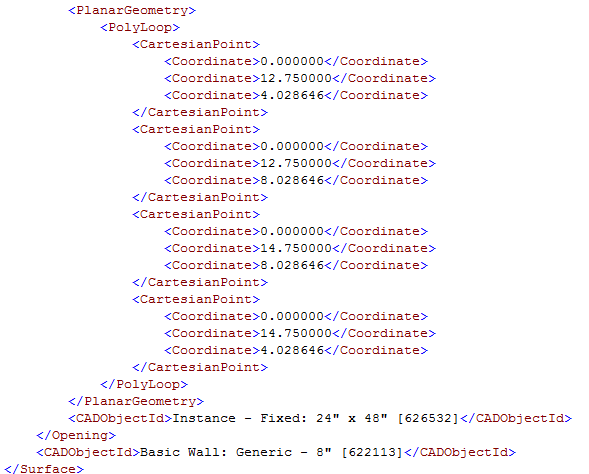 <PlanarGeometry>
<PolyLoop>
<CartesianPoint>
<Coordinate>0.000000</Coordinate>
<Coordinate>12.750000</Coordinate>
<Coordinate>4.028646</Coordinate>
</CartesianPoint>
<CartesianPoint>
<Coordinate>0.000000</Coordinate>
<Coordinate>12.750000</Coordinate>
<Coordinate>8.028646</Coordinate>
</CartesianPoint>
<CartesianPoint>
<Coordinate>0.000000</Coordinate>
<Coordinate>14.750000</Coordinate>
<Coordinate>8.028646</Coordinate>
</CartesianPoint>
<CartesianPoint>
<Coordinate>0.000000</Coordinate>
<Coordinate>14.750000</Coordinate>
<Coordinate>4.028646</Coordinate>
</CartesianPoint>
</PolyLoop>
</PlanarGeometry>
<CADObjectId>Instance - Fixed: 24" x 48" [626532]</CADObjectId>
</Opening>
<CADObjectId>Basic Wall: Generic - 8" [622113]</CADObjectId>
</Surface>